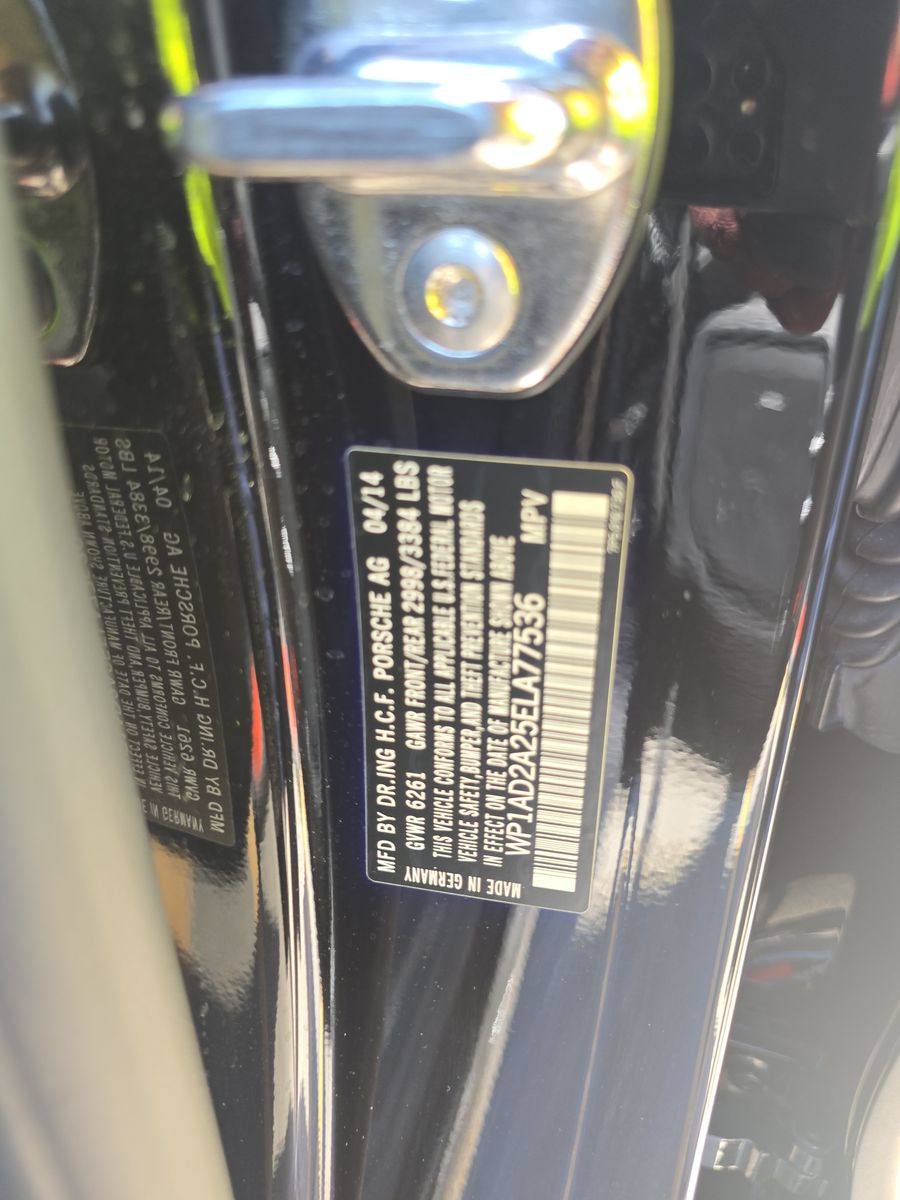 MFD BY DR.ING H.C.F. PORSCHE AG 04/14
GVWR 6261 GAWR FRONT/REAR 2998/3384 LBS
THIS VEHICLE CONFORMS TO ALL APPLICABLE U.S.FEDERAL MOTOR
VEHICLE SAFETY,BUMPER,AND THEFT PREVENTION STANDARDS
IN EFFECT ON THE DATE OF MANUFACTURE SHOWN ABOVE
WP1AD2A25ELA77536 MPV
MADE IN GERMANY